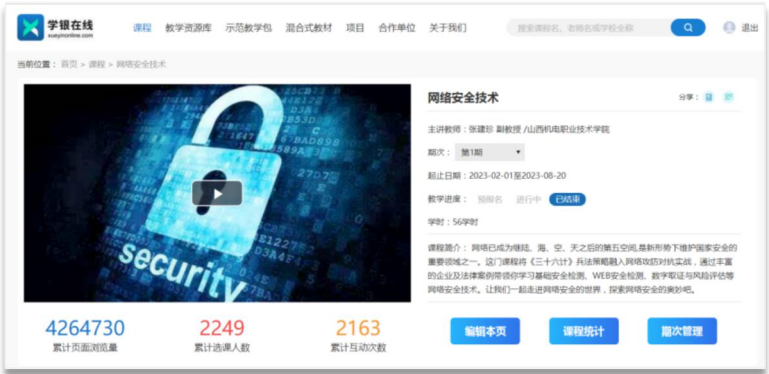 学银在线
xueyinonline.com
课程 教学资源库 示范教学包 混合式教材 项目 合作单位 关于我们
搜索课程名、老师名或学校全称
退出
当前位置： 首页 > 课程 > 网络安全技术
security
网络安全技术
分享：
主讲教师：张建珍 副教授 /山西机电职业技术学院
期次： 第1期
起止日期：2023-02-01至2023-08-20
教学进度： 预报名 进行中 已结束
学时：56学时
课程简介： 网络已成为继陆、海、空、天之后的第五空间,是新形势下维护国家安全的
重要领域之一。这门课程将《三十六计》兵法策略融入网络攻防对抗实战，通过丰富
的企业及法律案例带领你学习基础安全检测、WEB安全检测、数字取证与风险评估等
网络安全技术。让我们一起走进网络安全的世界，探索网络安全的奥妙吧。
4264730 2249 2163
累计页面浏览量 累计选课人数 累计互动次数
编辑本页 课程统计 期次管理